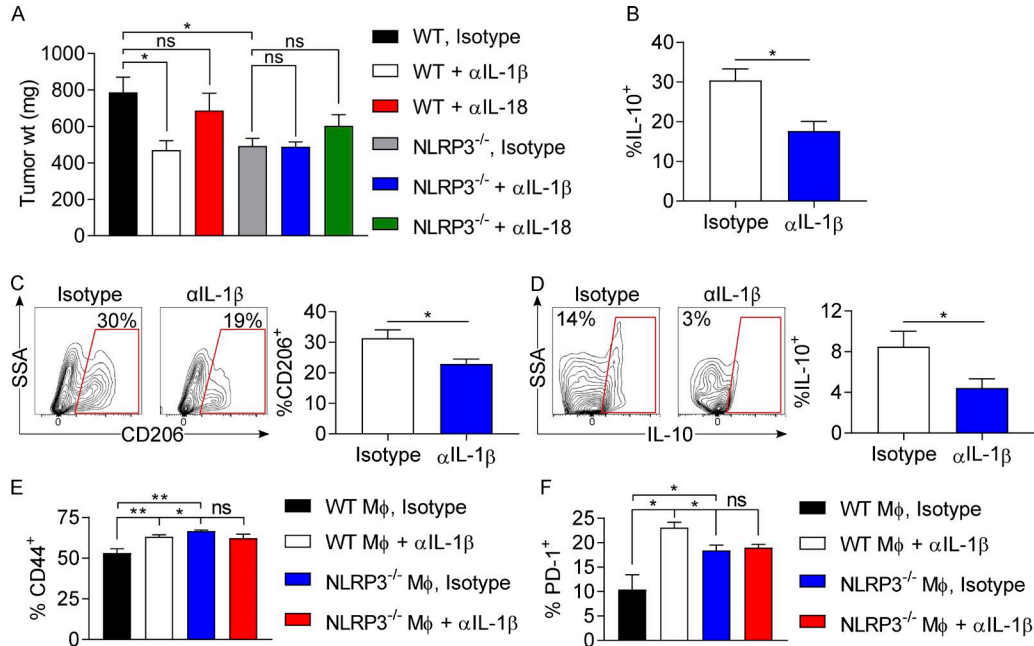 A
Tumor wt (mg)
1000
800
600
400
200
0
*
ns
*
ns
ns
WT, Isotype
WT + αIL-1β
WT + αIL-18
NLRP3-/-, Isotype
NLRP3-/- + αIL-1β
NLRP3-/- + αIL-18
B
%IL-10+
40
30
20
10
0
*
Isotype
αIL-1β
C
Isotype
αIL-1β
30%
19%
SSA
0
0
CD206
%CD206+
40
30
20
10
0
*
Isotype
αIL-1β
D
Isotype
αIL-1β
14%
3%
SSA
0
0
IL-10
%IL-10+
12
8
4
0
*
Isotype
αIL-1β
E
% CD44+
75
50
25
0
**
**
*
ns
WT Mϕ, Isotype
WT Mϕ + αIL-1β
NLRP3-/- Mϕ, Isotype
NLRP3-/- Mϕ + αIL-1β
F
% PD-1+
25
20
15
10
5
0
*
*
*
ns
WT Mϕ, Isotype
WT Mϕ + αIL-1β
NLRP3-/- Mϕ, Isotype
NLRP3-/- Mϕ + αIL-1β